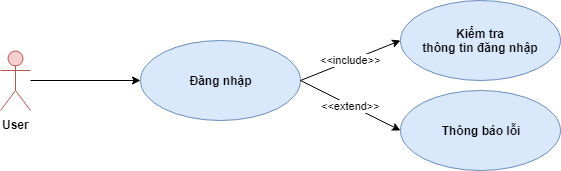 User
Đăng nhập
<<include>>
Kiểm tra
thông tin đăng nhập
<<extend>>
Thông báo lỗi